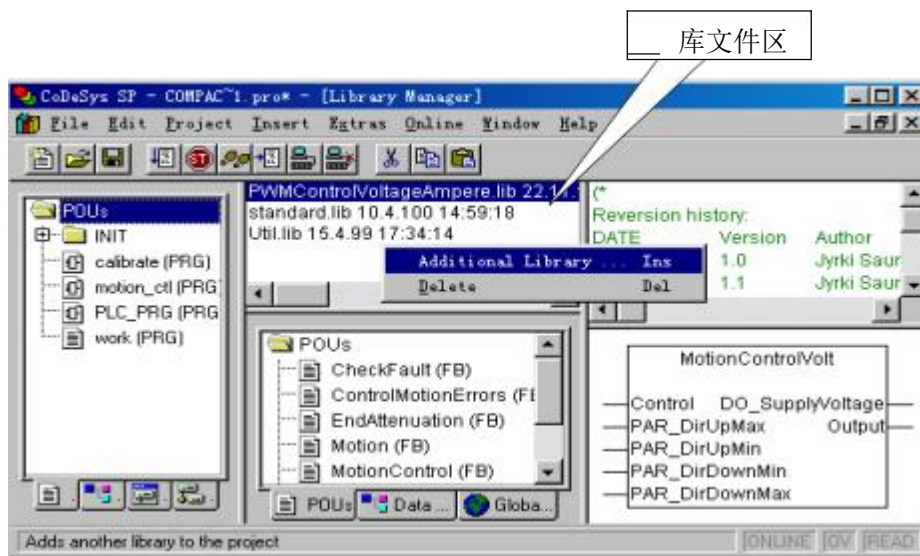 库文件区
CoDeSys SP - COMPAC~1.pro* - [Library Manager]
File Edit Project Insert Extras Online Window Help
POUs
INIT
calibrate (PRG)
motion_ctl (PRG
PLC_PRG (PRG
work (PRG)
PWMControlVoltageAmpere.lib 22.11.
standard.lib 10.4.100 14:59:18
Util.lib 15.4.99 17:34:14
Additional Library ... Ins
Delete Del
(*
Reversion history:
DATE Version Author
1.0 Jyrki Saur
1.1 Jyrki Saur
POUs
CheckFault (FB)
ControlMotionErrors (FE
EndAttenuation (FB)
Motion (FB)
MotionControl (FB)
POUs Data ... Globa...
MotionControlVolt
Control DO_SupplyVoltage
PAR_DirUpMax Output
PAR_DirUpMin
PAR_DirDownMin
PAR_DirDownMax
Adds another library to the project
ONLINE OV READ